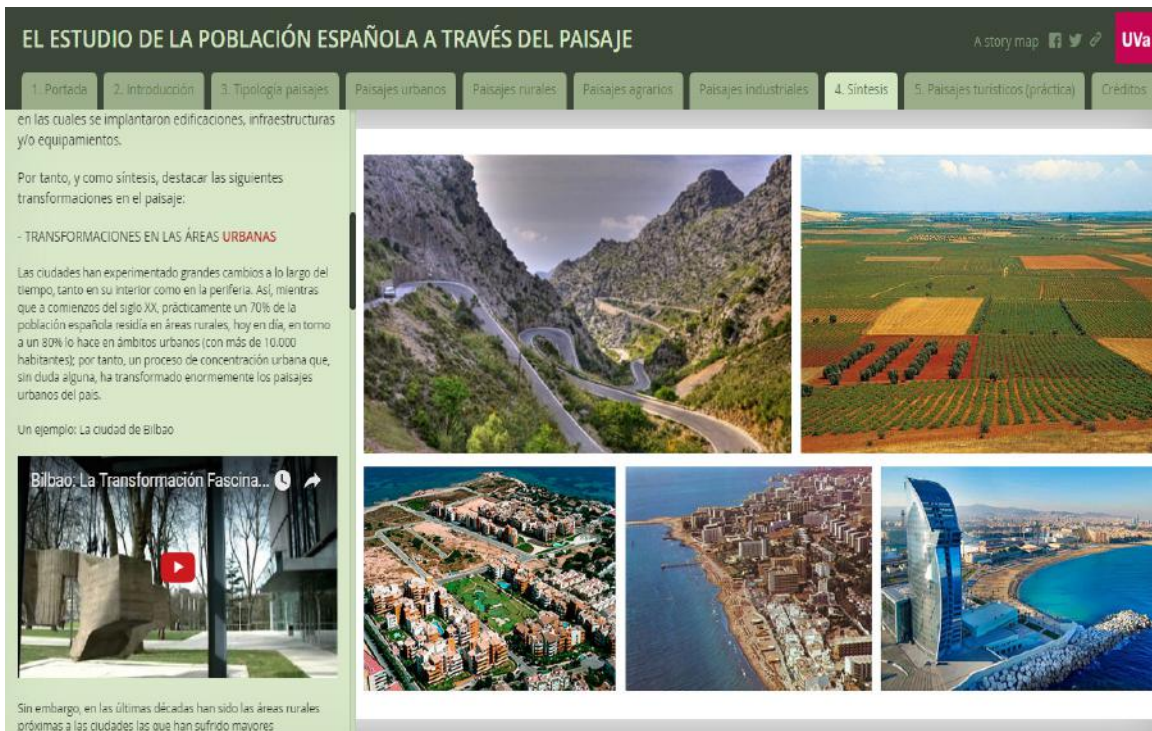 EL ESTUDIO DE LA POBLACIÓN ESPAÑOLA A TRAVÉS DEL PAISAJE
A story map
UVa
1. Portada
2. Introducción
3. Tipología paisajes
Paisajes urbanos
Paisajes rurales
Paisajes agrarios
Paisajes industriales
4. Síntesis
5. Paisajes turísticos (práctica)
Créditos
en las cuales se implantaron edificaciones, infraestructuras
y/o equipamientos.
Por tanto, y como síntesis, destacar las siguientes
transformaciones en el paisaje:
- TRANSFORMACIONES EN LAS ÁREAS URBANAS
Las ciudades han experimentado grandes cambios a lo largo del
tiempo, tanto en su interior como en la periferia. Así, mientras
que a comienzos del siglo XX, prácticamente un 70% de la
población española residía en áreas rurales, hoy en día, en torno
a un 80% lo hace en ámbitos urbanos (con más de 10.000
habitantes); por tanto, un proceso de concentración urbana que,
sin duda alguna, ha transformado enormemente los paisajes
urbanos del país.
Un ejemplo: La ciudad de Bilbao
Bilbao: La Transformación Fascina...
Sin embargo, en las últimas décadas han sido las áreas rurales
próximas a las ciudades las que han sufrido mayores